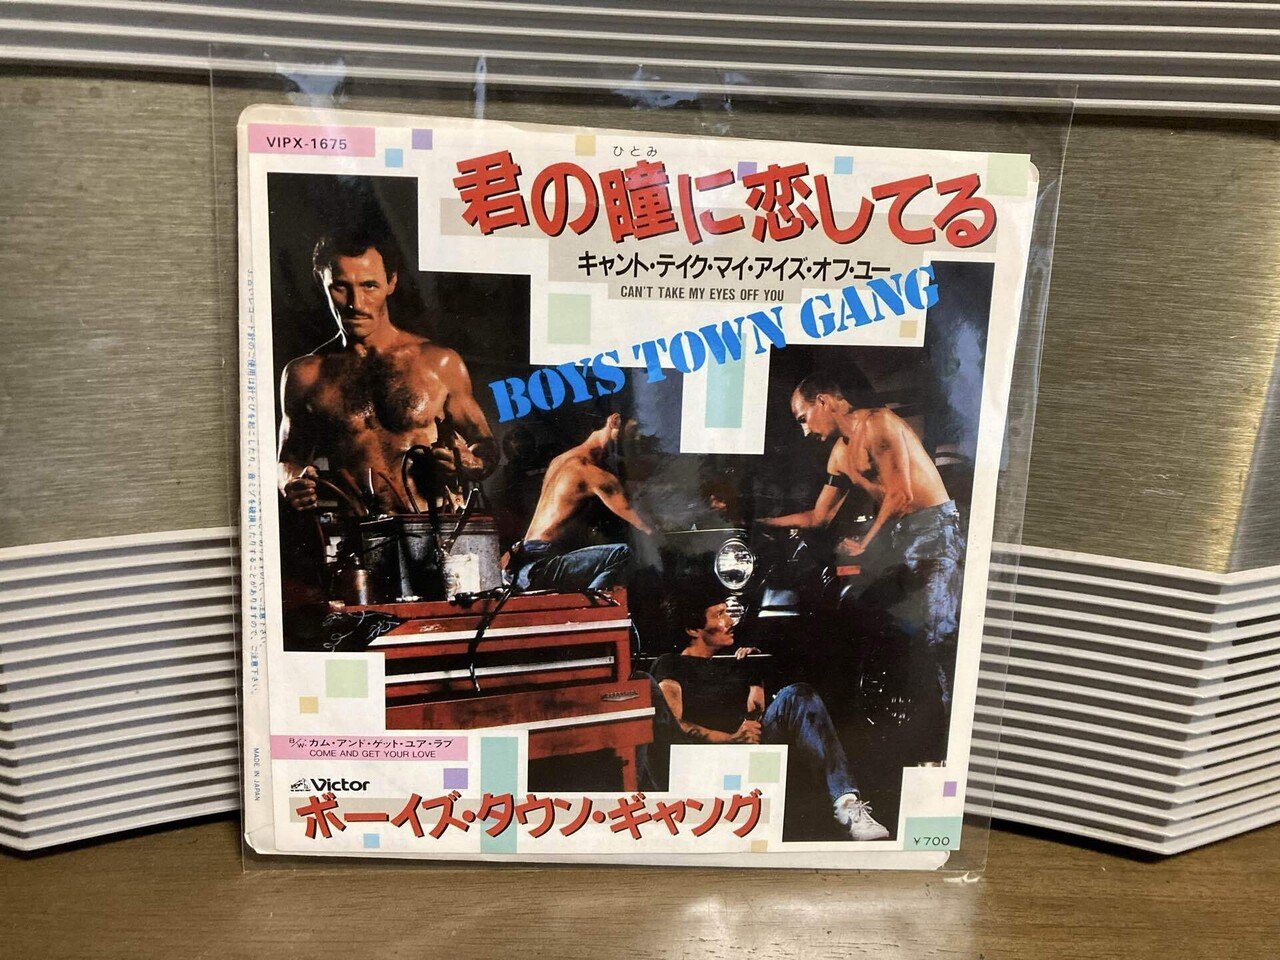 VIPX-1675
ひとみ
君の瞳に恋してる
キャント・テイク・マイ・アイズ・オフ・ユー
CAN'T TAKE MY EYES OFF YOU
BOYS TOWN GANG
B/W. カム・アンド・ゲット・ユア・ラブ
COME AND GET YOUR LOVE
Victor
ボーイズ・タウン・ギャング
¥700
MADE IN JAPAN